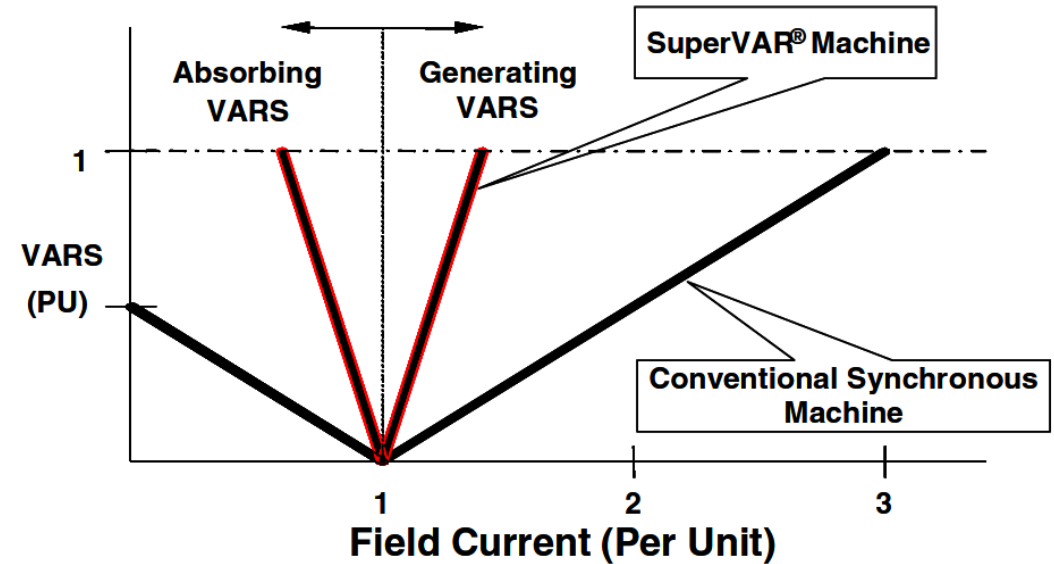 SuperVAR® Machine
Absorbing
VARS
Generating
VARS
1
VARS
(PU)
Conventional Synchronous
Machine
1
2
3
Field Current (Per Unit)